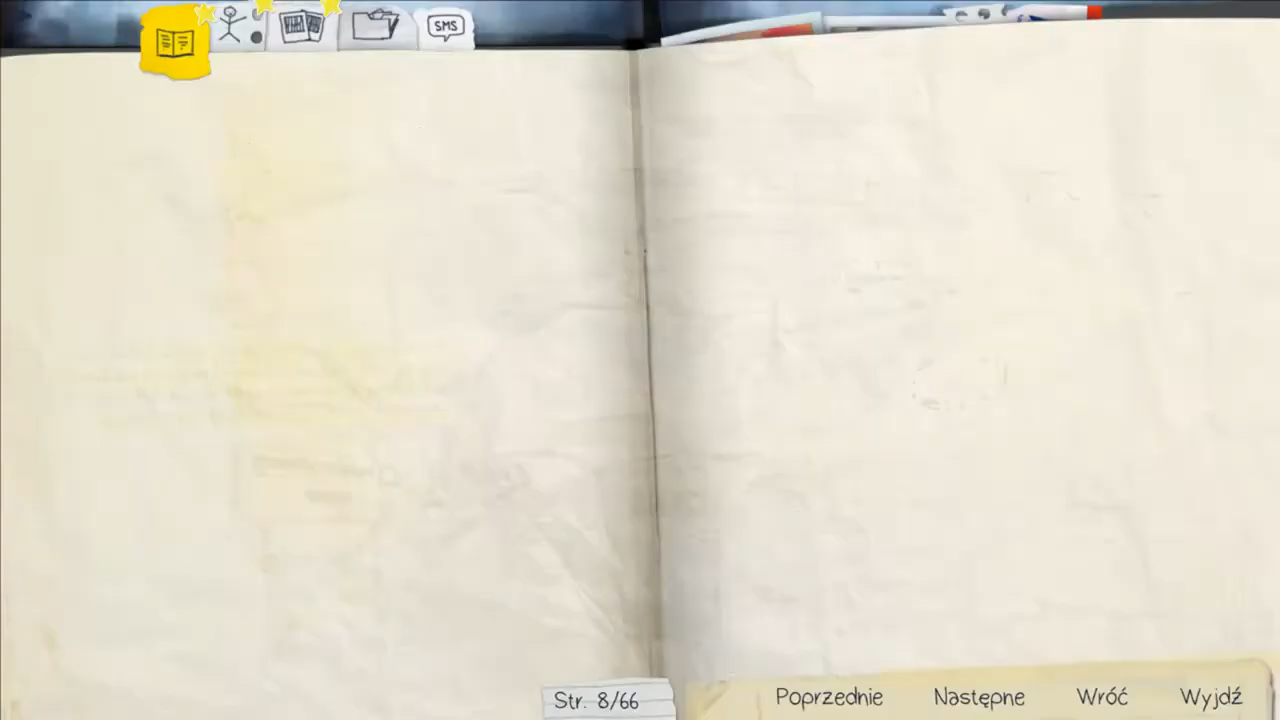 SMS
Str. 8/66
Poprzednie
Następne
Wróć
Wyjdź